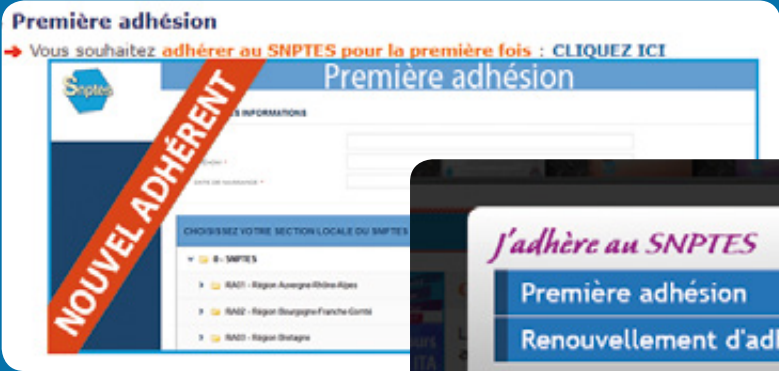 Première adhésion
Vous souhaitez adhérer au SNPTES pour la première fois : CLIQUEZ ICI
Snptes
Première adhésion
NOUVEL ADHÉRENT
INFORMATIONS
DATE DE NAISSANCE *
CHOISISSEZ VOTRE SECTION LOCALE DU SNPTES
0 - SNPTES
RA01 - Région Auvergne-Rhône-Alpes
RA02 - Région Bourgogne-Franche-Comté
RA03 - Région Bretagne
J'adhère au SNPTES
Première adhésion
Renouvellement d'adh